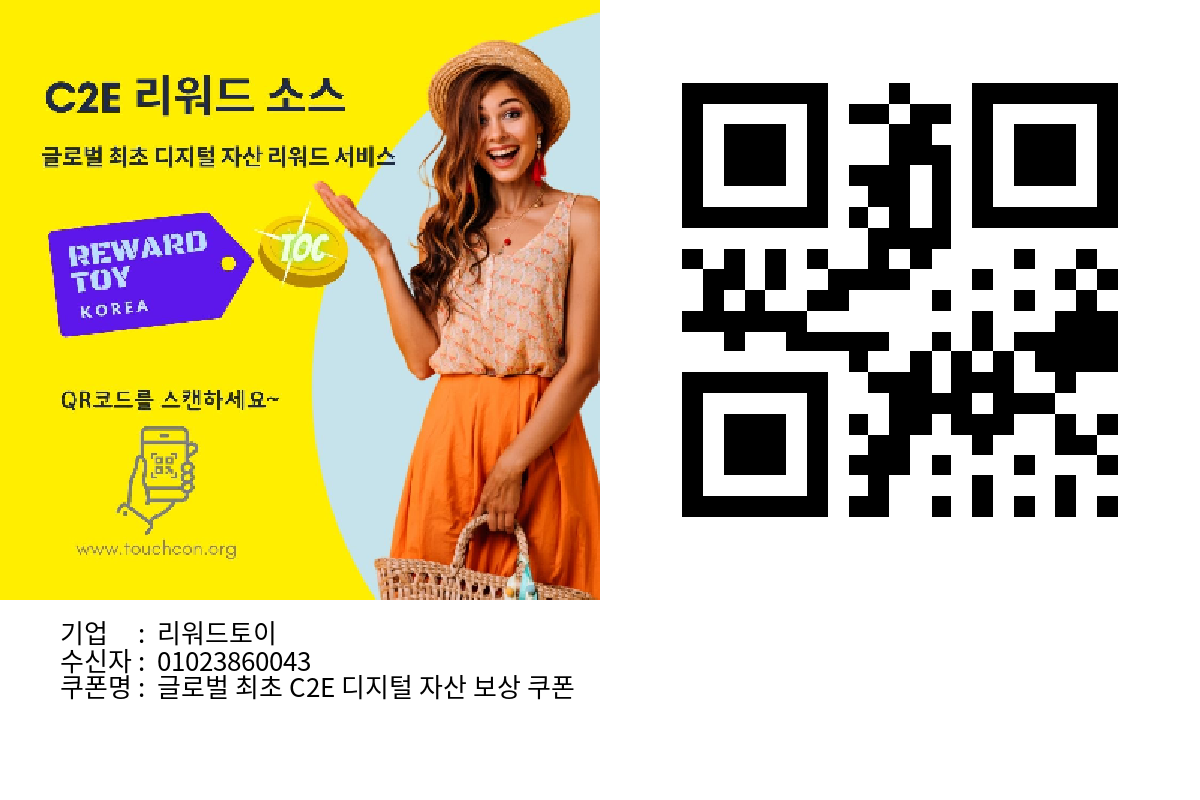 C2E 리워드 소스
글로벌 최초 디지털 자산 리워드 서비스
REWARD
TOY
KOREA
TOC
QR코드를 스캔하세요~
www.touchcon.org
기업 : 리워드토이
수신자 : 01023860043
쿠폰명 : 글로벌 최초 C2E 디지털 자산 보상 쿠폰